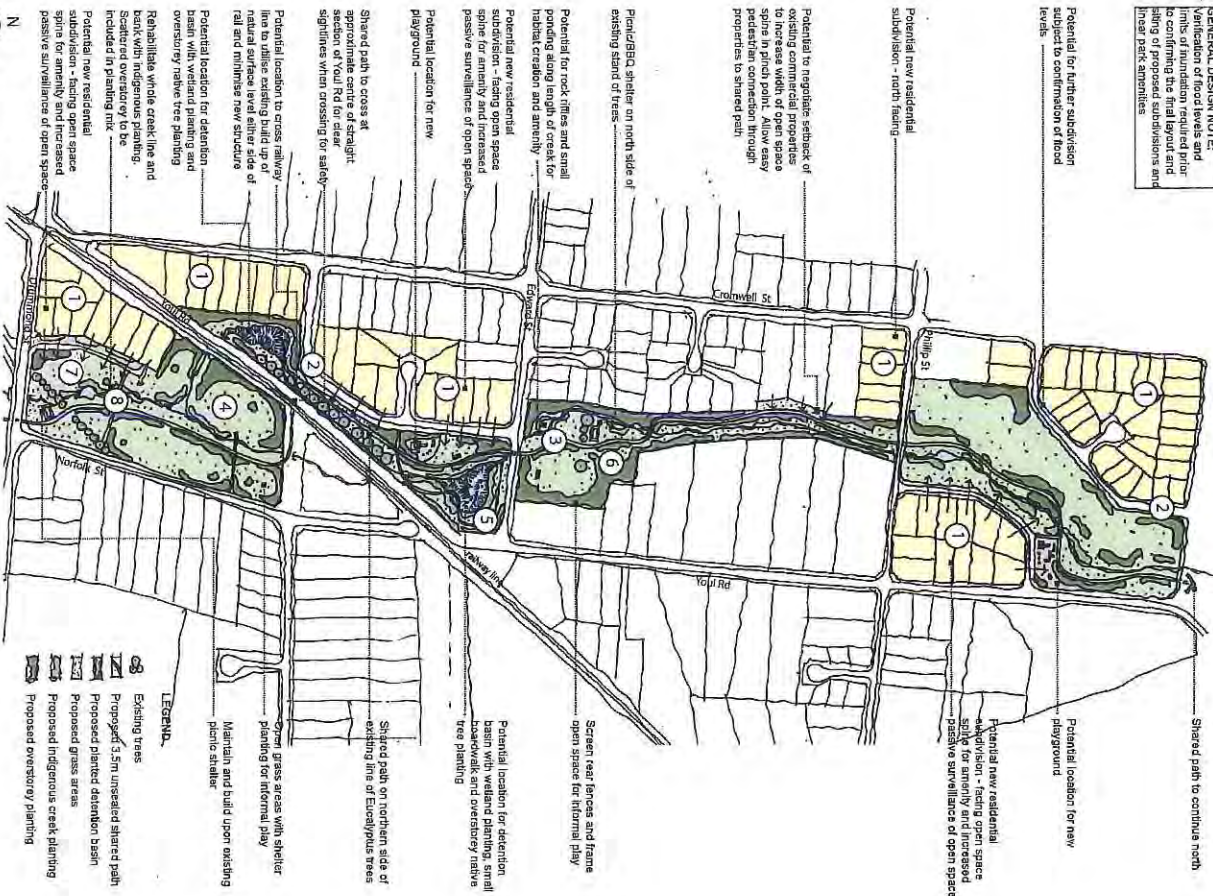 GENERAL DESIGN NOTE:
Verification of flood levels and
limits of inundation required prior
to confirming the final layout and
siting of proposed subdivisions and
linear park amenities
Potential for further subdivision
subject to confirmation of flood
levels
Potential new residential
subdivision - north facing
Potential to negotiate setback of
existing commercial properties
to increase width of open space
spine in pinch point. Allow easy
pedestrian connection through
properties to shared path
Picnic/BBQ shelter on north side of
existing stand of trees
Potential for rock riffles and small
ponding along length of creek for
habitat creation and amenity
Potential new residential
subdivision - facing open space
spine for amenity and increased
passive surveillance of open space
Potential location for new
playground
Shared path to cross at
approximate centre of straight
section of Youl Rd for clear
sightlines when crossing for safety
Potential location to cross railway
line to utilise existing build up of
natural surface level either side of
rail and minimise new structure
Potential location for detention
basin with wetland planting and
overstorey native tree planting
Rehabilitate whole creek line and
bank with indigenous planting.
Scattered overstorey to be
included in planting mix
Potential new residential
subdivision - facing open space
spine for amenity and increased
passive surveillance of open space
N
Shared path to continue north
Potential location for new
playground
Potential new residential
subdivision - facing open space
spine for amenity and increased
passive surveillance of open space
Screen rear fences and frame
open space for informal play
Potential location for detention
basin with wetland planting, small
boardwalk and overstorey native
tree planting
Shared path on northern side of
existing line of Eucalyptus trees
Open grass areas with shelter
planting for informal play
Maintain and build upon existing
picnic shelter
LEGEND
Existing trees
Proposed 3.5m unsealed shared path
Proposed planted detention basin
Proposed grass areas
Proposed indigenous creek planting
Proposed overstorey planting
Cromwell St
Phillip St
Edward St
Youl Rd
railway line
Youl Rd
Drummond St
Norfolk St
1
2
1
1
1
1
1
1
2
3
4
5
6
7
8